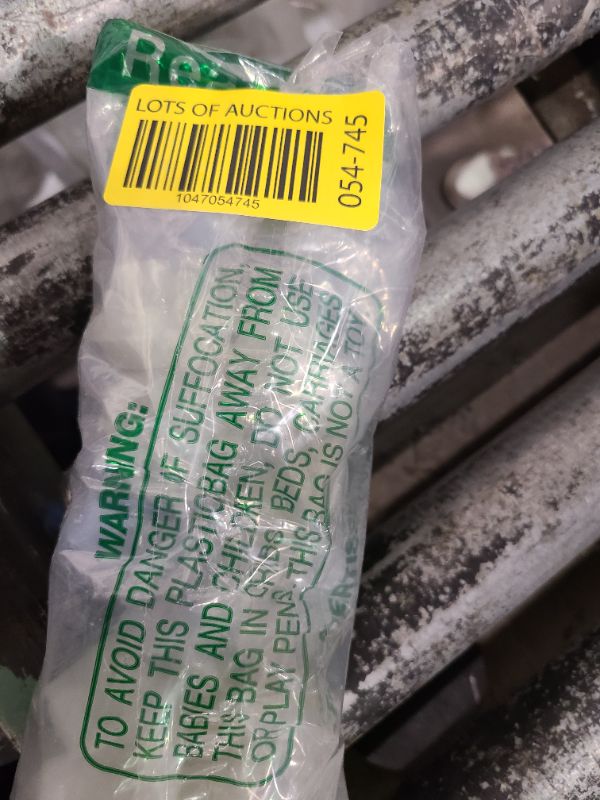 LOTS OF AUCTIONS
1047054745
054-745
WARNING:
TO AVOID DANGER OF SUFFOCATION,
KEEP THIS PLASTIC BAG AWAY FROM
BABIES AND CHILDREN, DO NOT USE
THIS BAG IN CRIBS, BEDS, CARRIAGES
OR PLAY PENS. THIS BAG IS NOT A TOY